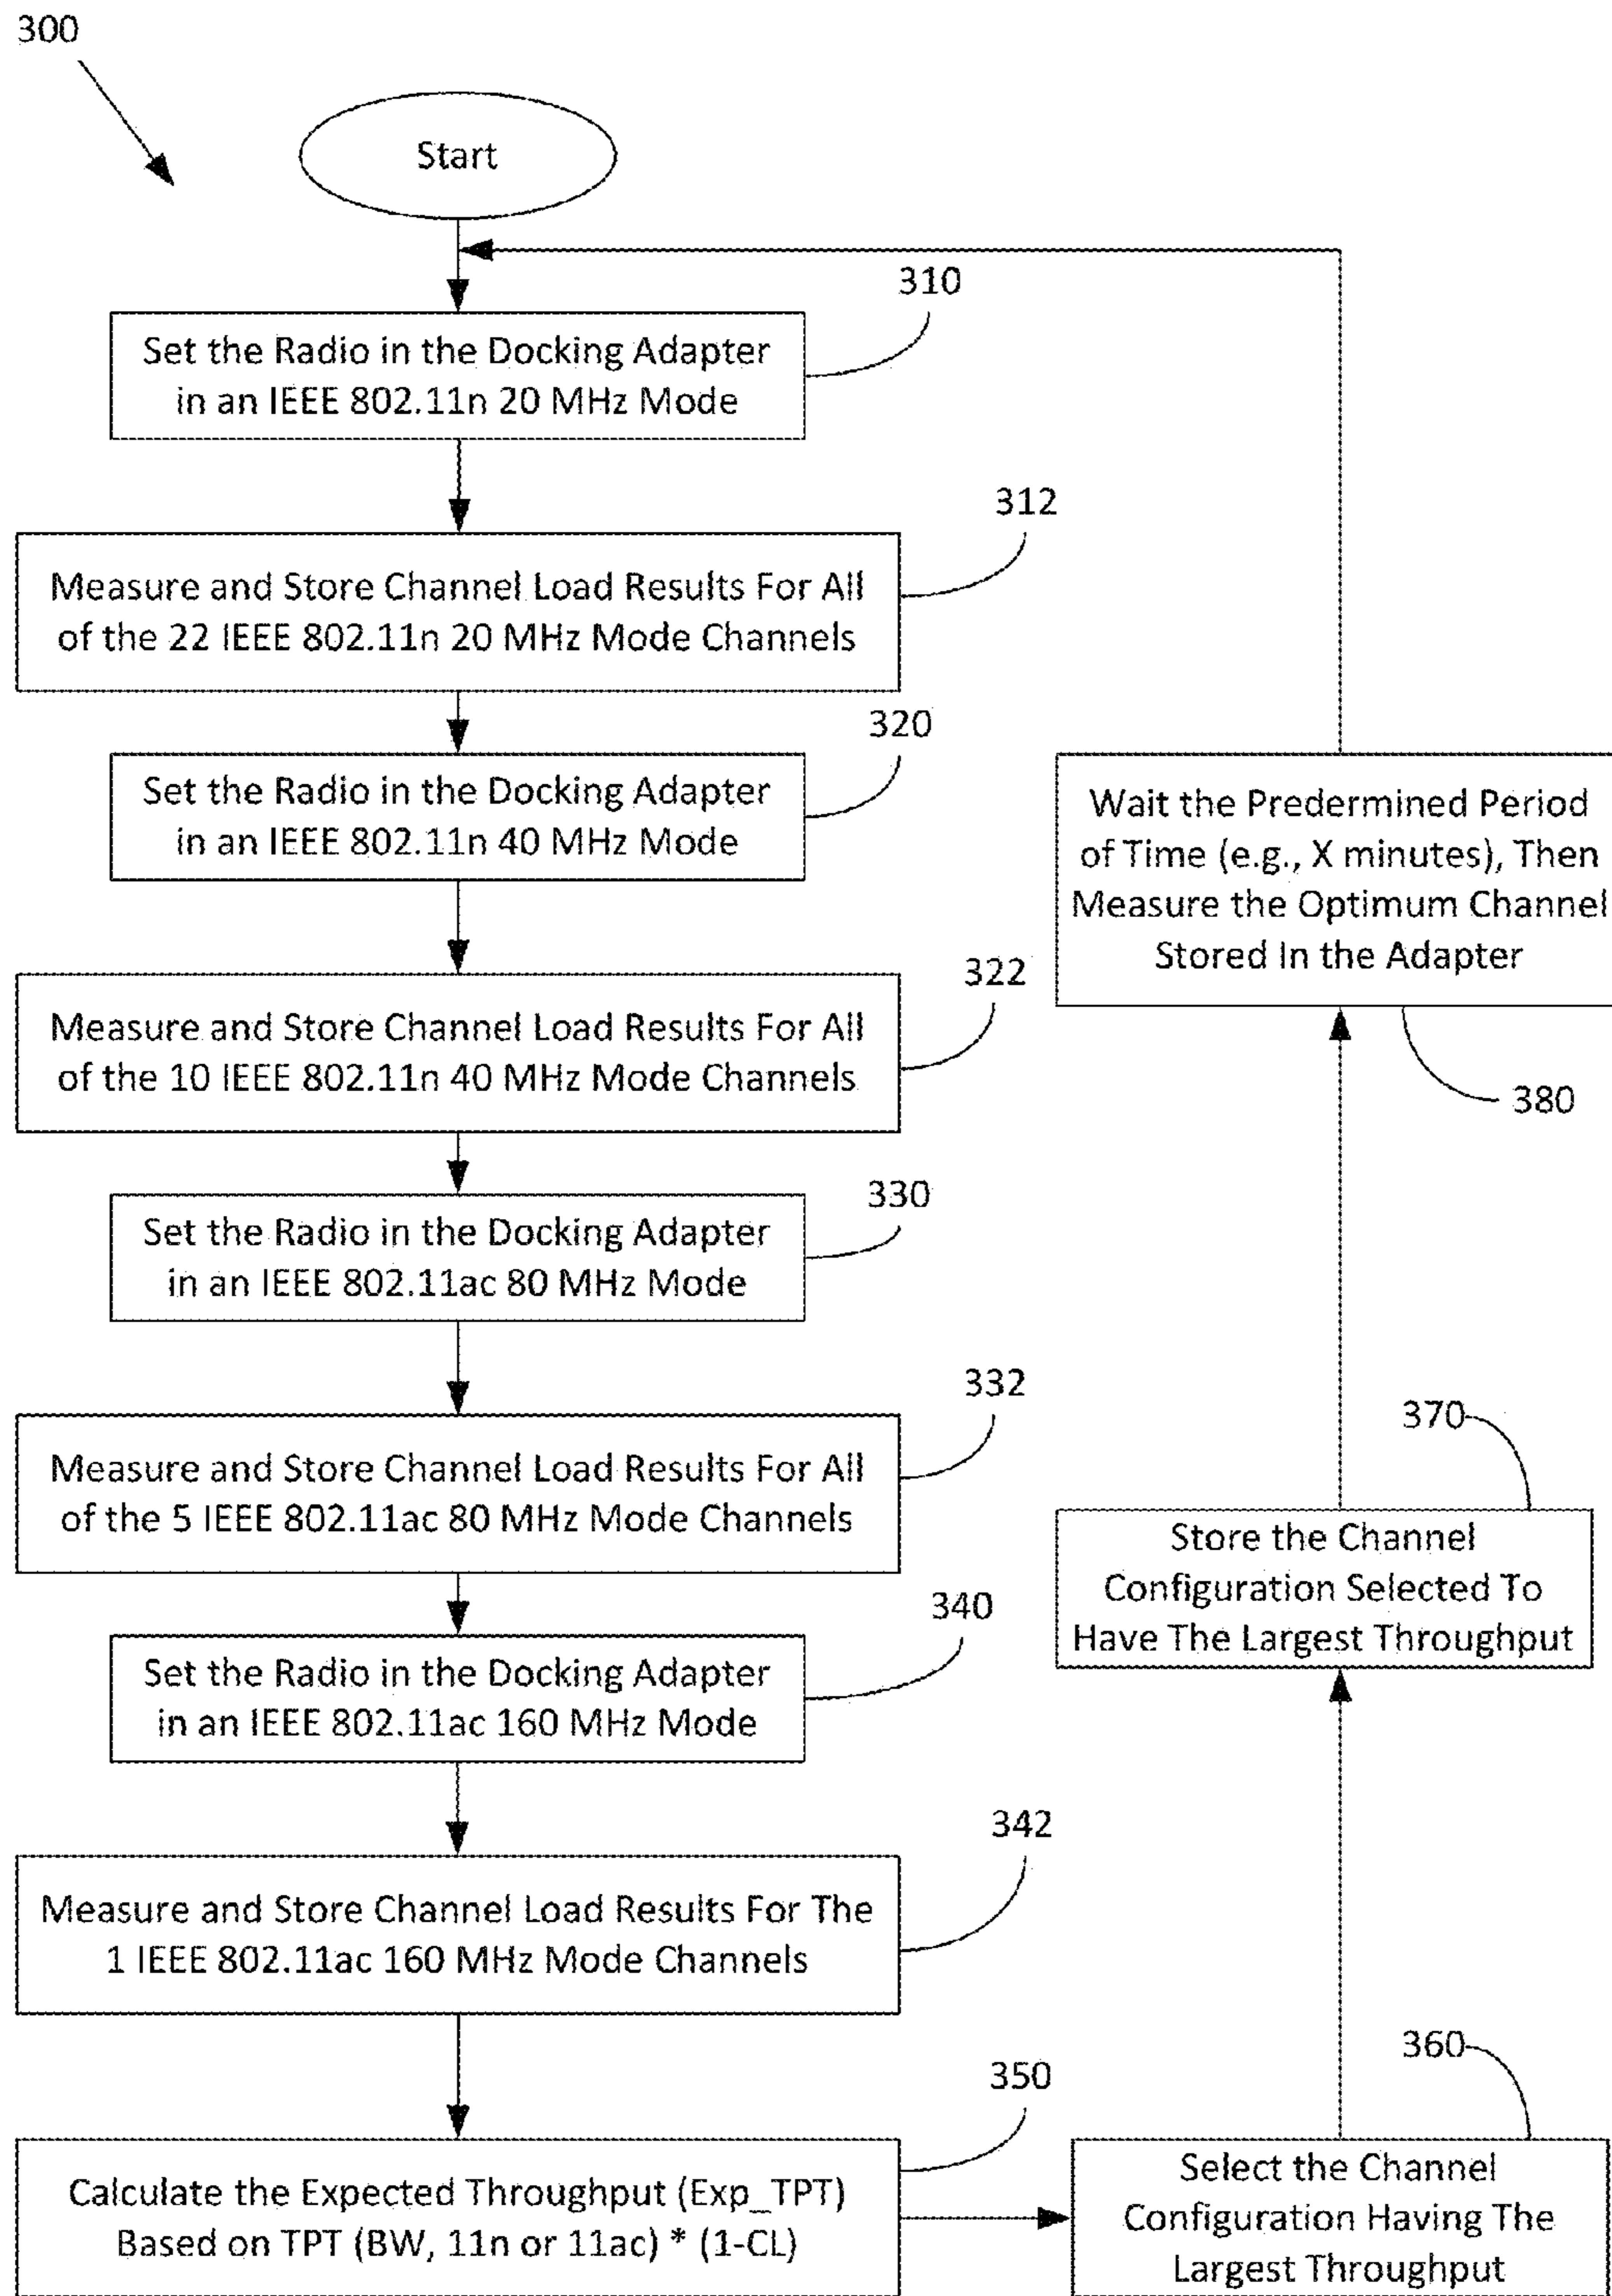 300
Start
310
Set the Radio in the Docking Adapter
in an IEEE 802.11n 20 MHz Mode
312
Measure and Store Channel Load Results For All
of the 22 IEEE 802.11n 20 MHz Mode Channels
320
Set the Radio in the Docking Adapter
in an IEEE 802.11n 40 MHz Mode
322
Measure and Store Channel Load Results For All
of the 10 IEEE 802.11n 40 MHz Mode Channels
330
Set the Radio in the Docking Adapter
in an IEEE 802.11ac 80 MHz Mode
332
Measure and Store Channel Load Results For All
of the 5 IEEE 802.11ac 80 MHz Mode Channels
340
Set the Radio in the Docking Adapter
in an IEEE 802.11ac 160 MHz Mode
342
Measure and Store Channel Load Results For The
1 IEEE 802.11ac 160 MHz Mode Channels
350
Calculate the Expected Throughput (Exp_TPT)
Based on TPT (BW, 11n or 11ac) * (1-CL)
360
Select the Channel
Configuration Having The
Largest Throughput
370
Store the Channel
Configuration Selected To
Have The Largest Throughput
Wait the Predermined Period
of Time (e.g., X minutes), Then
Measure the Optimum Channel
Stored In the Adapter
380